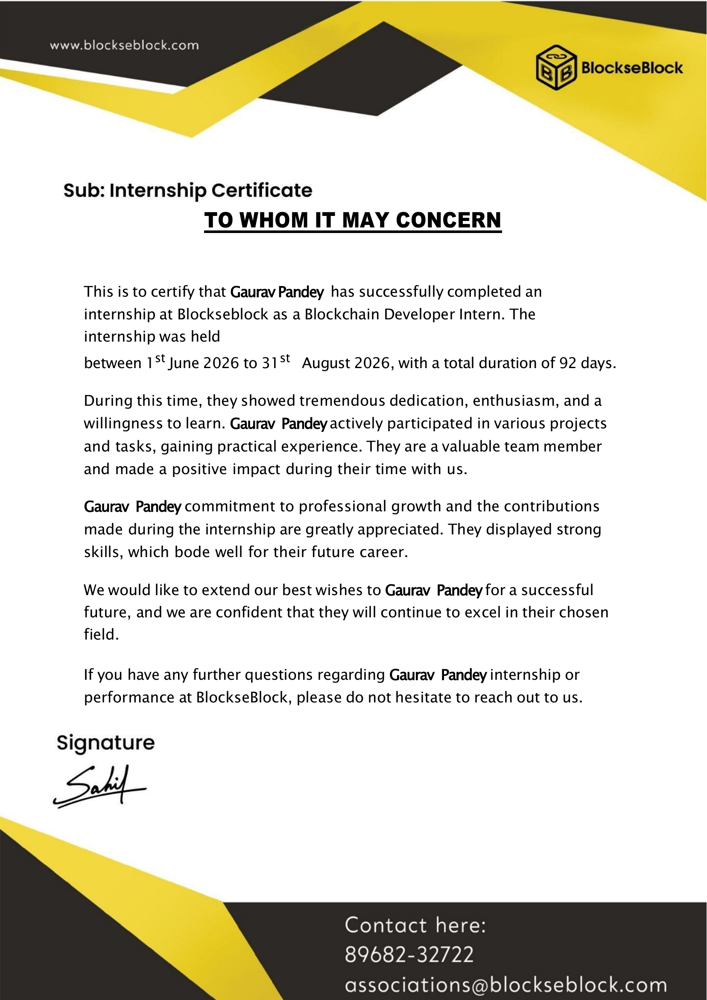 www.blockseblock.com
BlockseBlock
Sub: Internship Certificate
TO WHOM IT MAY CONCERN
This is to certify that Gaurav Pandey has successfully completed an
internship at Blockseblock as a Blockchain Developer Intern. The
internship was held
between 1st June 2026 to 31st August 2026, with a total duration of 92 days.
During this time, they showed tremendous dedication, enthusiasm, and a
willingness to learn. Gaurav Pandey actively participated in various projects
and tasks, gaining practical experience. They are a valuable team member
and made a positive impact during their time with us.
Gaurav Pandey commitment to professional growth and the contributions
made during the internship are greatly appreciated. They displayed strong
skills, which bode well for their future career.
We would like to extend our best wishes to Gaurav Pandey for a successful
future, and we are confident that they will continue to excel in their chosen
field.
If you have any further questions regarding Gaurav Pandey internship or
performance at BlockseBlock, please do not hesitate to reach out to us.
Signature
Sahil
Contact here:
89682-32722
associations@blockseblock.com